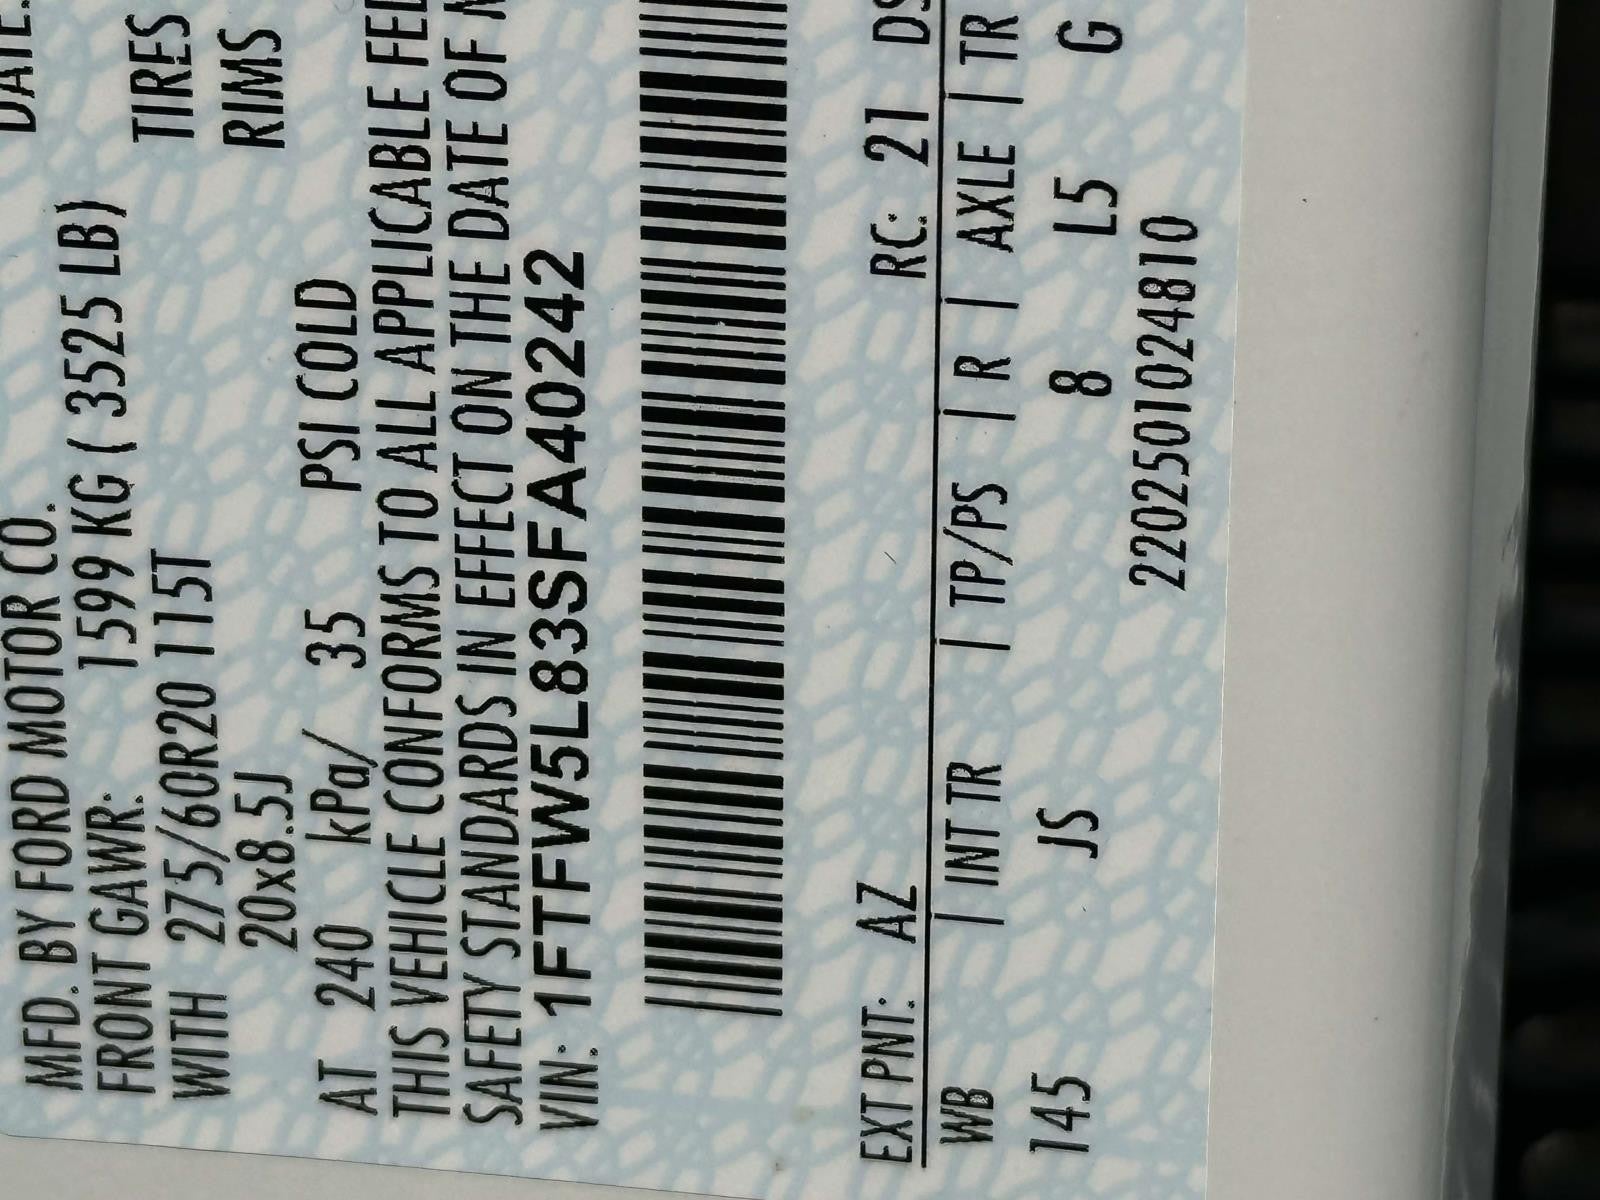 MFD. BY FORD MOTOR CO. DATE:
FRONT GAWR: 1599 KG ( 3525 LB)
WITH 275/60R20 115T TIRES
20x8.5J RIMS
AT 240 kPa/ 35 PSI COLD
THIS VEHICLE CONFORMS TO ALL APPLICABLE FED
SAFETY STANDARDS IN EFFECT ON THE DATE OF M
VIN: 1FTFW5L83SFA40242
EXT PNT: AZ RC: 21 DS
WB | INT TR | TP/PS | R | AXLE | TR
145 JS 8 L5 G
2202501024810